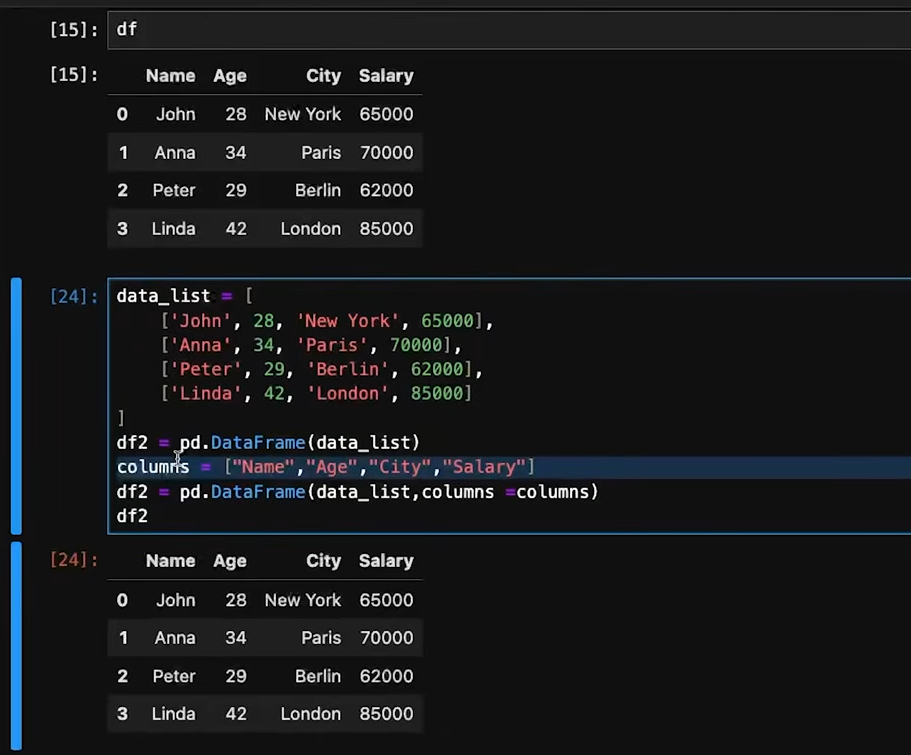 [15]: df
[15]: Name Age City Salary
0 John 28 New York 65000
1 Anna 34 Paris 70000
2 Peter 29 Berlin 62000
3 Linda 42 London 85000
[24]: data_list = [
['John', 28, 'New York', 65000],
['Anna', 34, 'Paris', 70000],
['Peter', 29, 'Berlin', 62000],
['Linda', 42, 'London', 85000]
]
df2 = pd.DataFrame(data_list)
columns = ["Name","Age","City","Salary"]
df2 = pd.DataFrame(data_list,columns =columns)
df2
[24]: Name Age City Salary
0 John 28 New York 65000
1 Anna 34 Paris 70000
2 Peter 29 Berlin 62000
3 Linda 42 London 85000